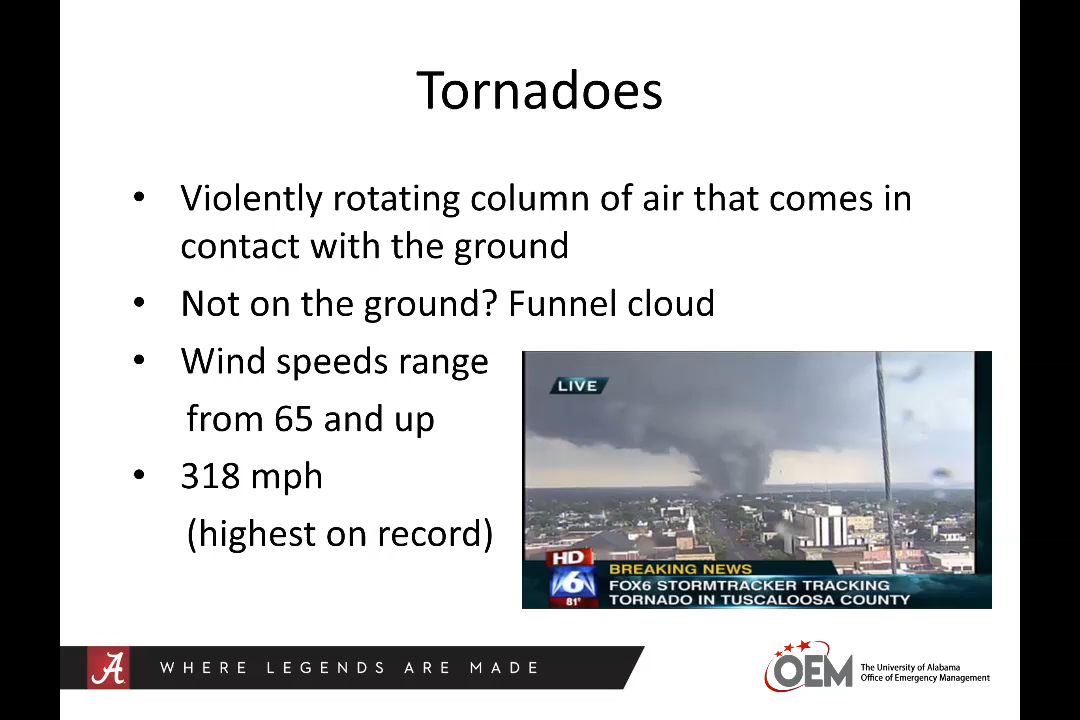 Tornadoes
• Violently rotating column of air that comes in
contact with the ground
• Not on the ground? Funnel cloud
• Wind speeds range
from 65 and up
• 318 mph
(highest on record)
LIVE
HD
6
81°
BREAKING NEWS
FOX6 STORMTRACKER TRACKING
TORNADO IN TUSCALOOSA COUNTY
A WHERE LEGENDS ARE MADE
OEM
The University of Alabama
Office of Emergency Management